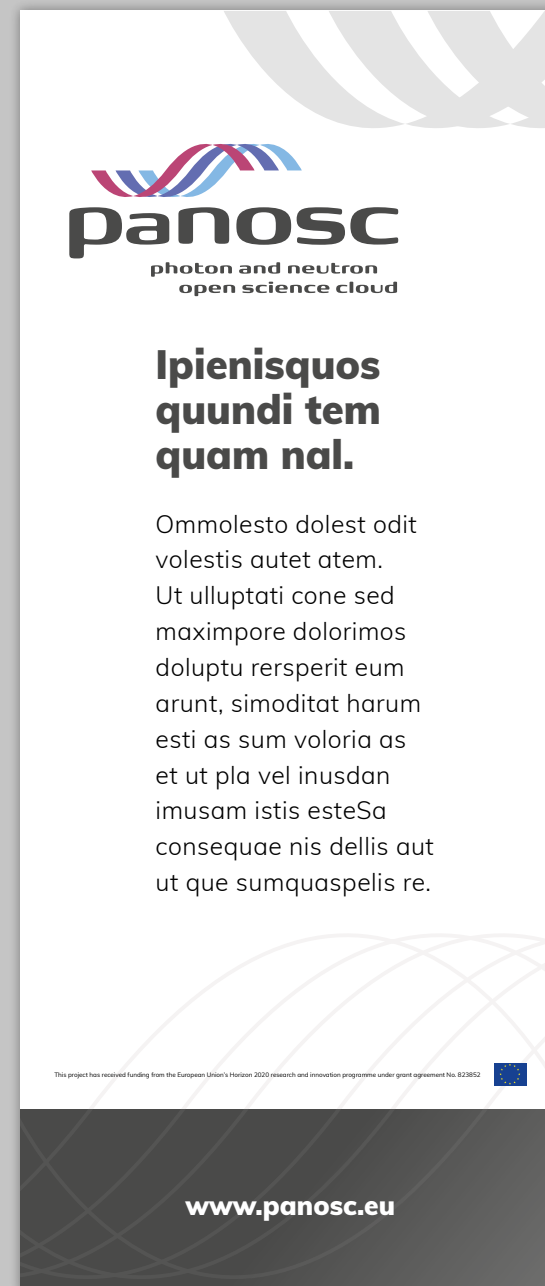 panosc
photon and neutron
open science cloud
Ipienisquos
quundi tem
quam nal.
Ommolesto dolest odit
volestis autet atem.
Ut ulluptati cone sed
maximpore dolorimos
doluptu rersperit eum
arunt, simoditat harum
esti as sum voloria as
et ut pla vel inusdan
imusam istis esteSa
consequae nis dellis aut
ut que sumquaspelis re.
This project has received funding from the European Union's Horizon 2020 research and innovation programme under grant agreement No. 823852
www.panosc.eu